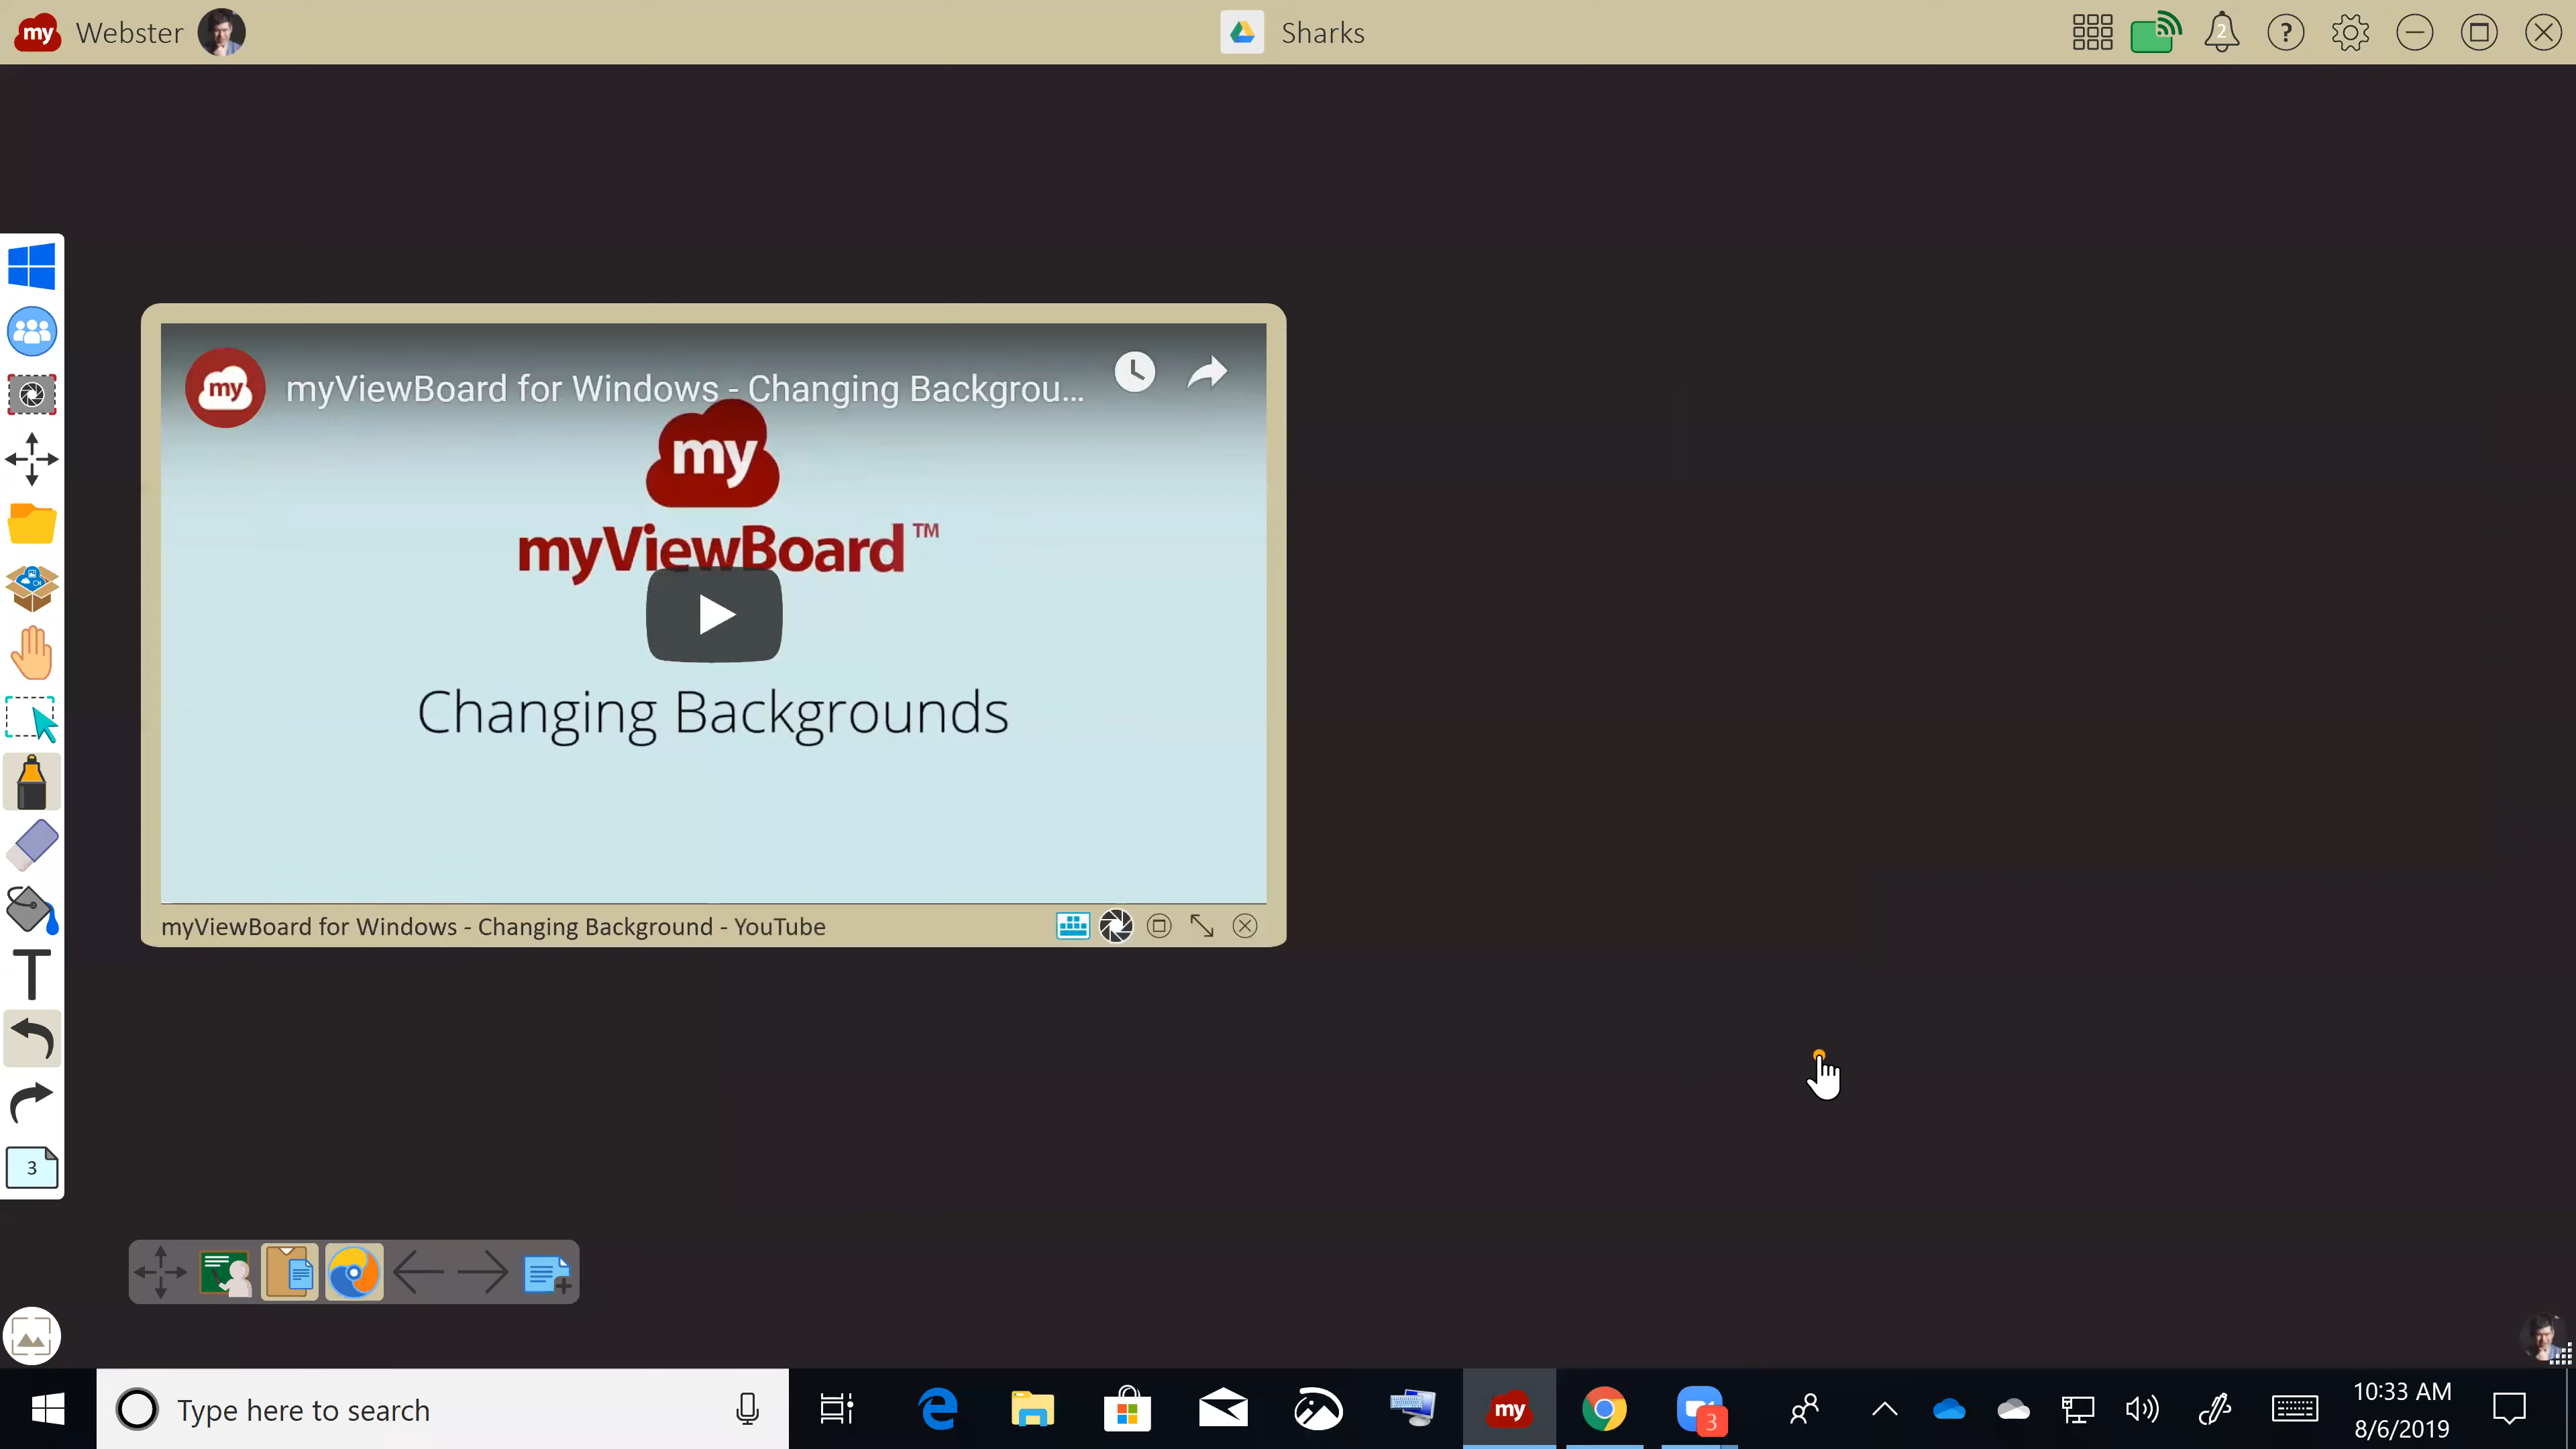 my Webster Sharks 2 ?
my myViewBoard for Windows - Changing Backgrou...
my
myViewBoard™
Changing Backgrounds
myViewBoard for Windows - Changing Background - YouTube
T
3
Type here to search
my
3
10:33 AM
8/6/2019